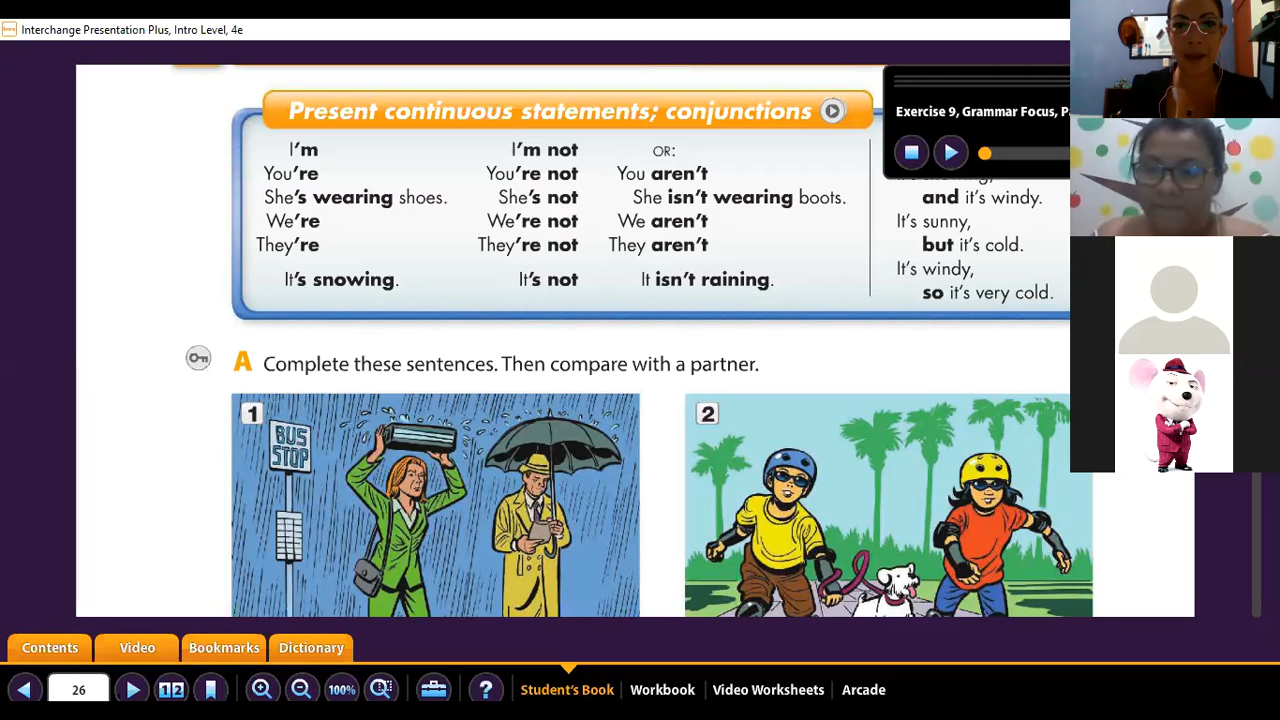 Interchange Presentation Plus, Intro Level, 4e
Present continuous statements; conjunctions
Exercise 9, Grammar Focus,
I'm
I'm not
OR:
You're
You're not
You aren't
She's wearing shoes.
She's not
She isn't wearing boots.
and it's windy.
We're
We're not
We aren't
It's sunny,
They're
They're not
They aren't
but it's cold.
It's windy,
It's snowing.
It's not
It isn't raining.
so it's very cold.
A Complete these sentences. Then compare with a partner.
1
2
BUS
STOP
Contents
Video
Bookmarks
Dictionary
26
12
100%
?
Student's Book
Workbook
Video Worksheets
Arcade